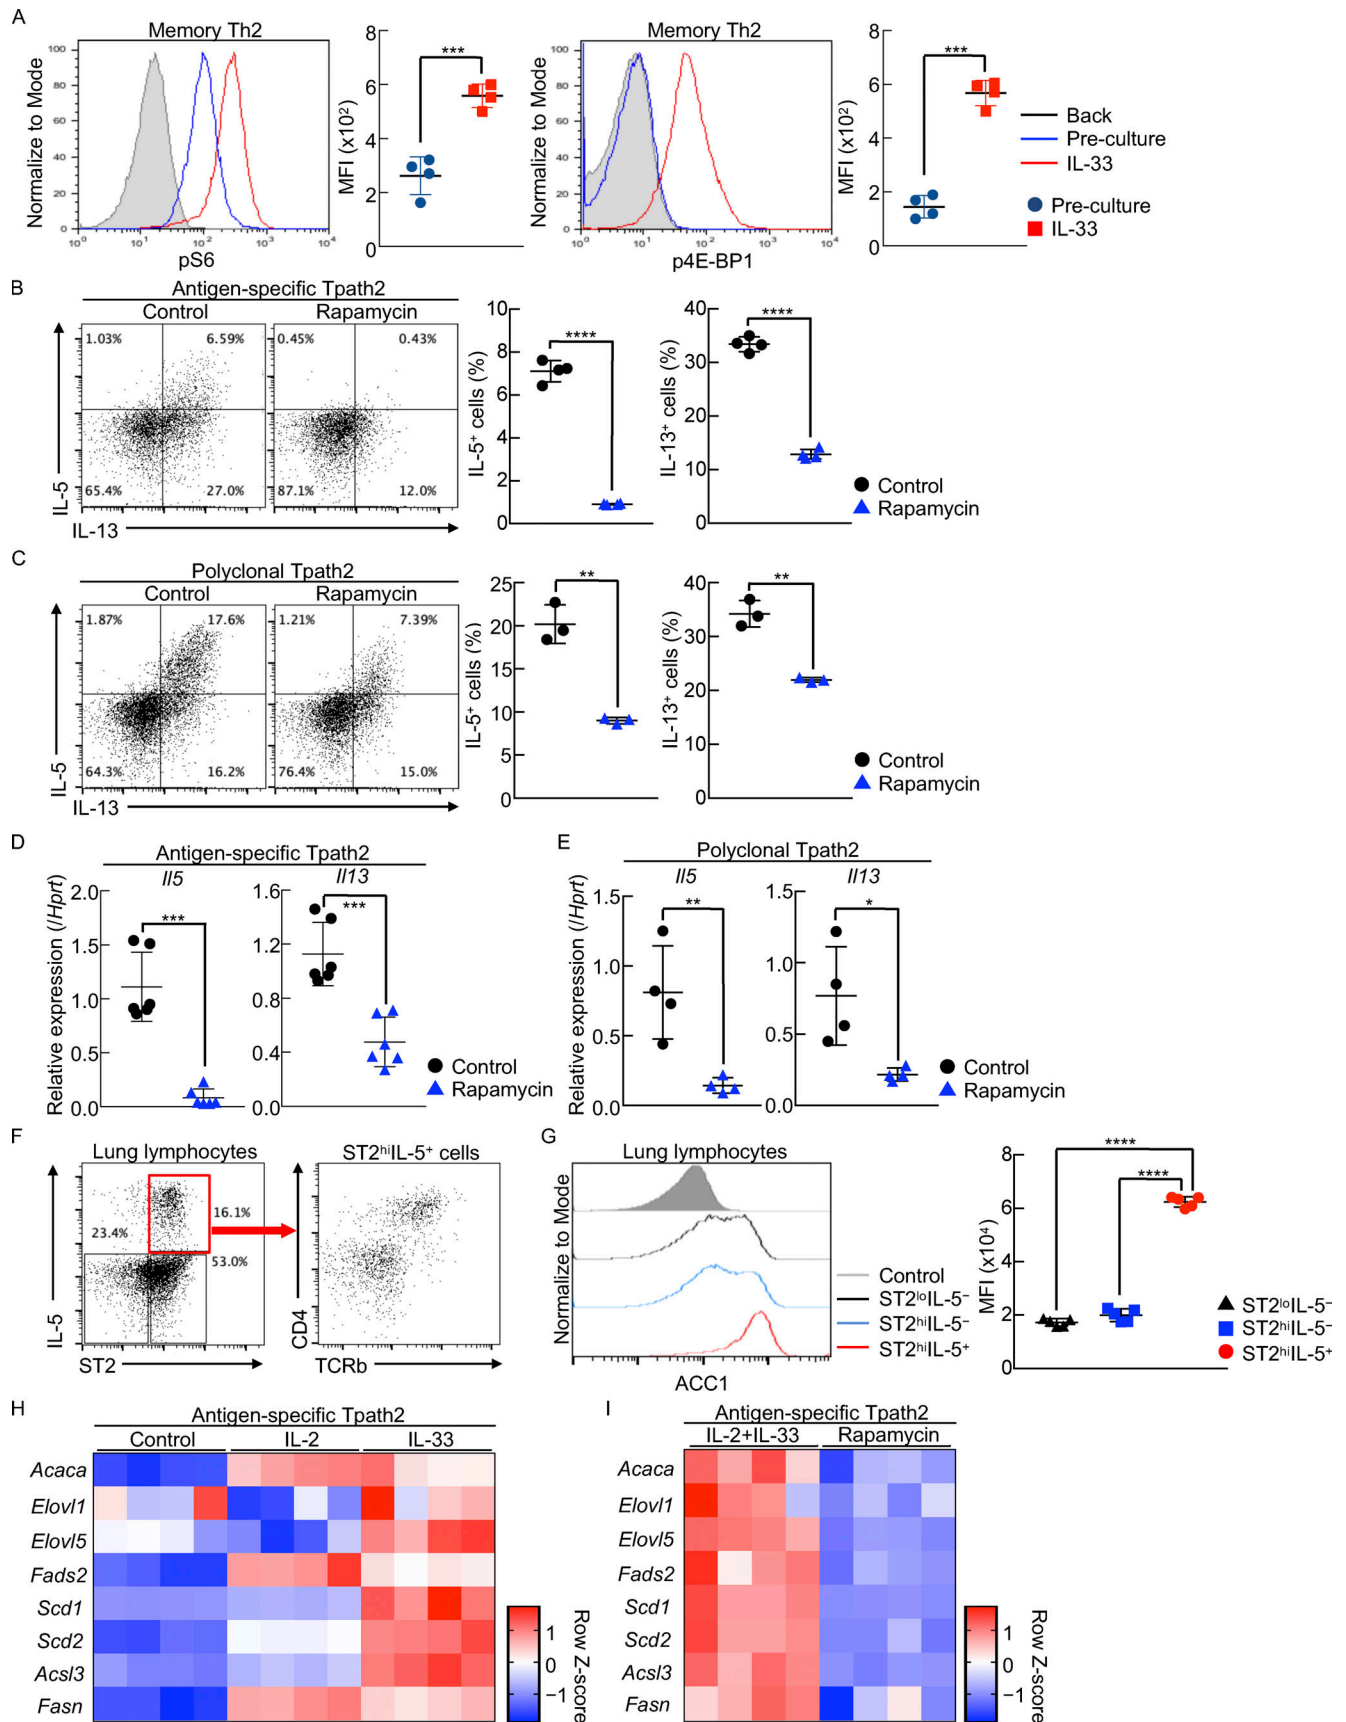 A
Memory Th2
Normalize to Mode
100
80
60
40
20
0
10⁰ 10¹ 10² 10³ 10⁴
pS6
MFI (x10²)
8
6
4
2
0
***
Memory Th2
Normalize to Mode
100
80
60
40
20
0
10⁰ 10¹ 10² 10³ 10⁴
p4E-BP1
MFI (x10²)
8
6
4
2
0
***
Back
Pre-culture
IL-33
Pre-culture
IL-33
B
Antigen-specific Tpath2
Control Rapamycin
1.03% 6.59% 0.45% 0.43%
65.4% 27.0% 87.1% 12.0%
IL-5
IL-13
IL-5⁺ cells (%)
10
8
6
4
2
0
****
IL-13⁺ cells (%)
40
30
20
10
0
****
Control
Rapamycin
C
Polyclonal Tpath2
Control Rapamycin
1.87% 17.6% 1.21% 7.39%
64.3% 16.2% 76.4% 15.0%
IL-5
IL-13
IL-5⁺ cells (%)
25
20
15
10
5
0
**
IL-13⁺ cells (%)
40
30
20
10
0
**
Control
Rapamycin
D
Antigen-specific Tpath2
Il5 Il13
Relative expression (/Hprt)
2.0
1.5
1.0
0.5
0.0
***
1.6
1.2
0.8
0.4
0.0
***
Control
Rapamycin
E
Polyclonal Tpath2
Il5 Il13
Relative expression (/Hprt)
1.5
1.0
0.5
0.0
**
1.5
1.0
0.5
0.0
*
Control
Rapamycin
F
Lung lymphocytes
23.4%
16.1%
53.0%
IL-5
ST2
ST2ʰⁱIL-5⁺ cells
CD4
TCRb
G
Lung lymphocytes
Normalize to Mode
ACC1
Control
ST2ˡᵒIL-5⁻
ST2ʰⁱIL-5⁻
ST2ʰⁱIL-5⁺
MFI (x10⁴)
8
6
4
2
0
****
****
ST2ˡᵒIL-5⁻
ST2ʰⁱIL-5⁻
ST2ʰⁱIL-5⁺
H
Antigen-specific Tpath2
Control IL-2 IL-33
Acaca
Elovl1
Elovl5
Fads2
Scd1
Scd2
Acsl3
Fasn
1
0
−1
Row Z-score
I
Antigen-specific Tpath2
IL-2+IL-33 Rapamycin
Acaca
Elovl1
Elovl5
Fads2
Scd1
Scd2
Acsl3
Fasn
1
0
−1
Row Z-score